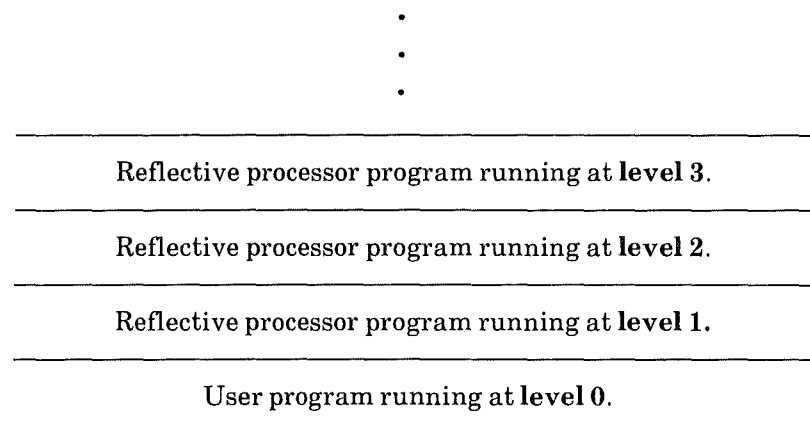 .
.
.
Reflective processor program running at level 3.
Reflective processor program running at level 2.
Reflective processor program running at level 1.
User program running at level 0.